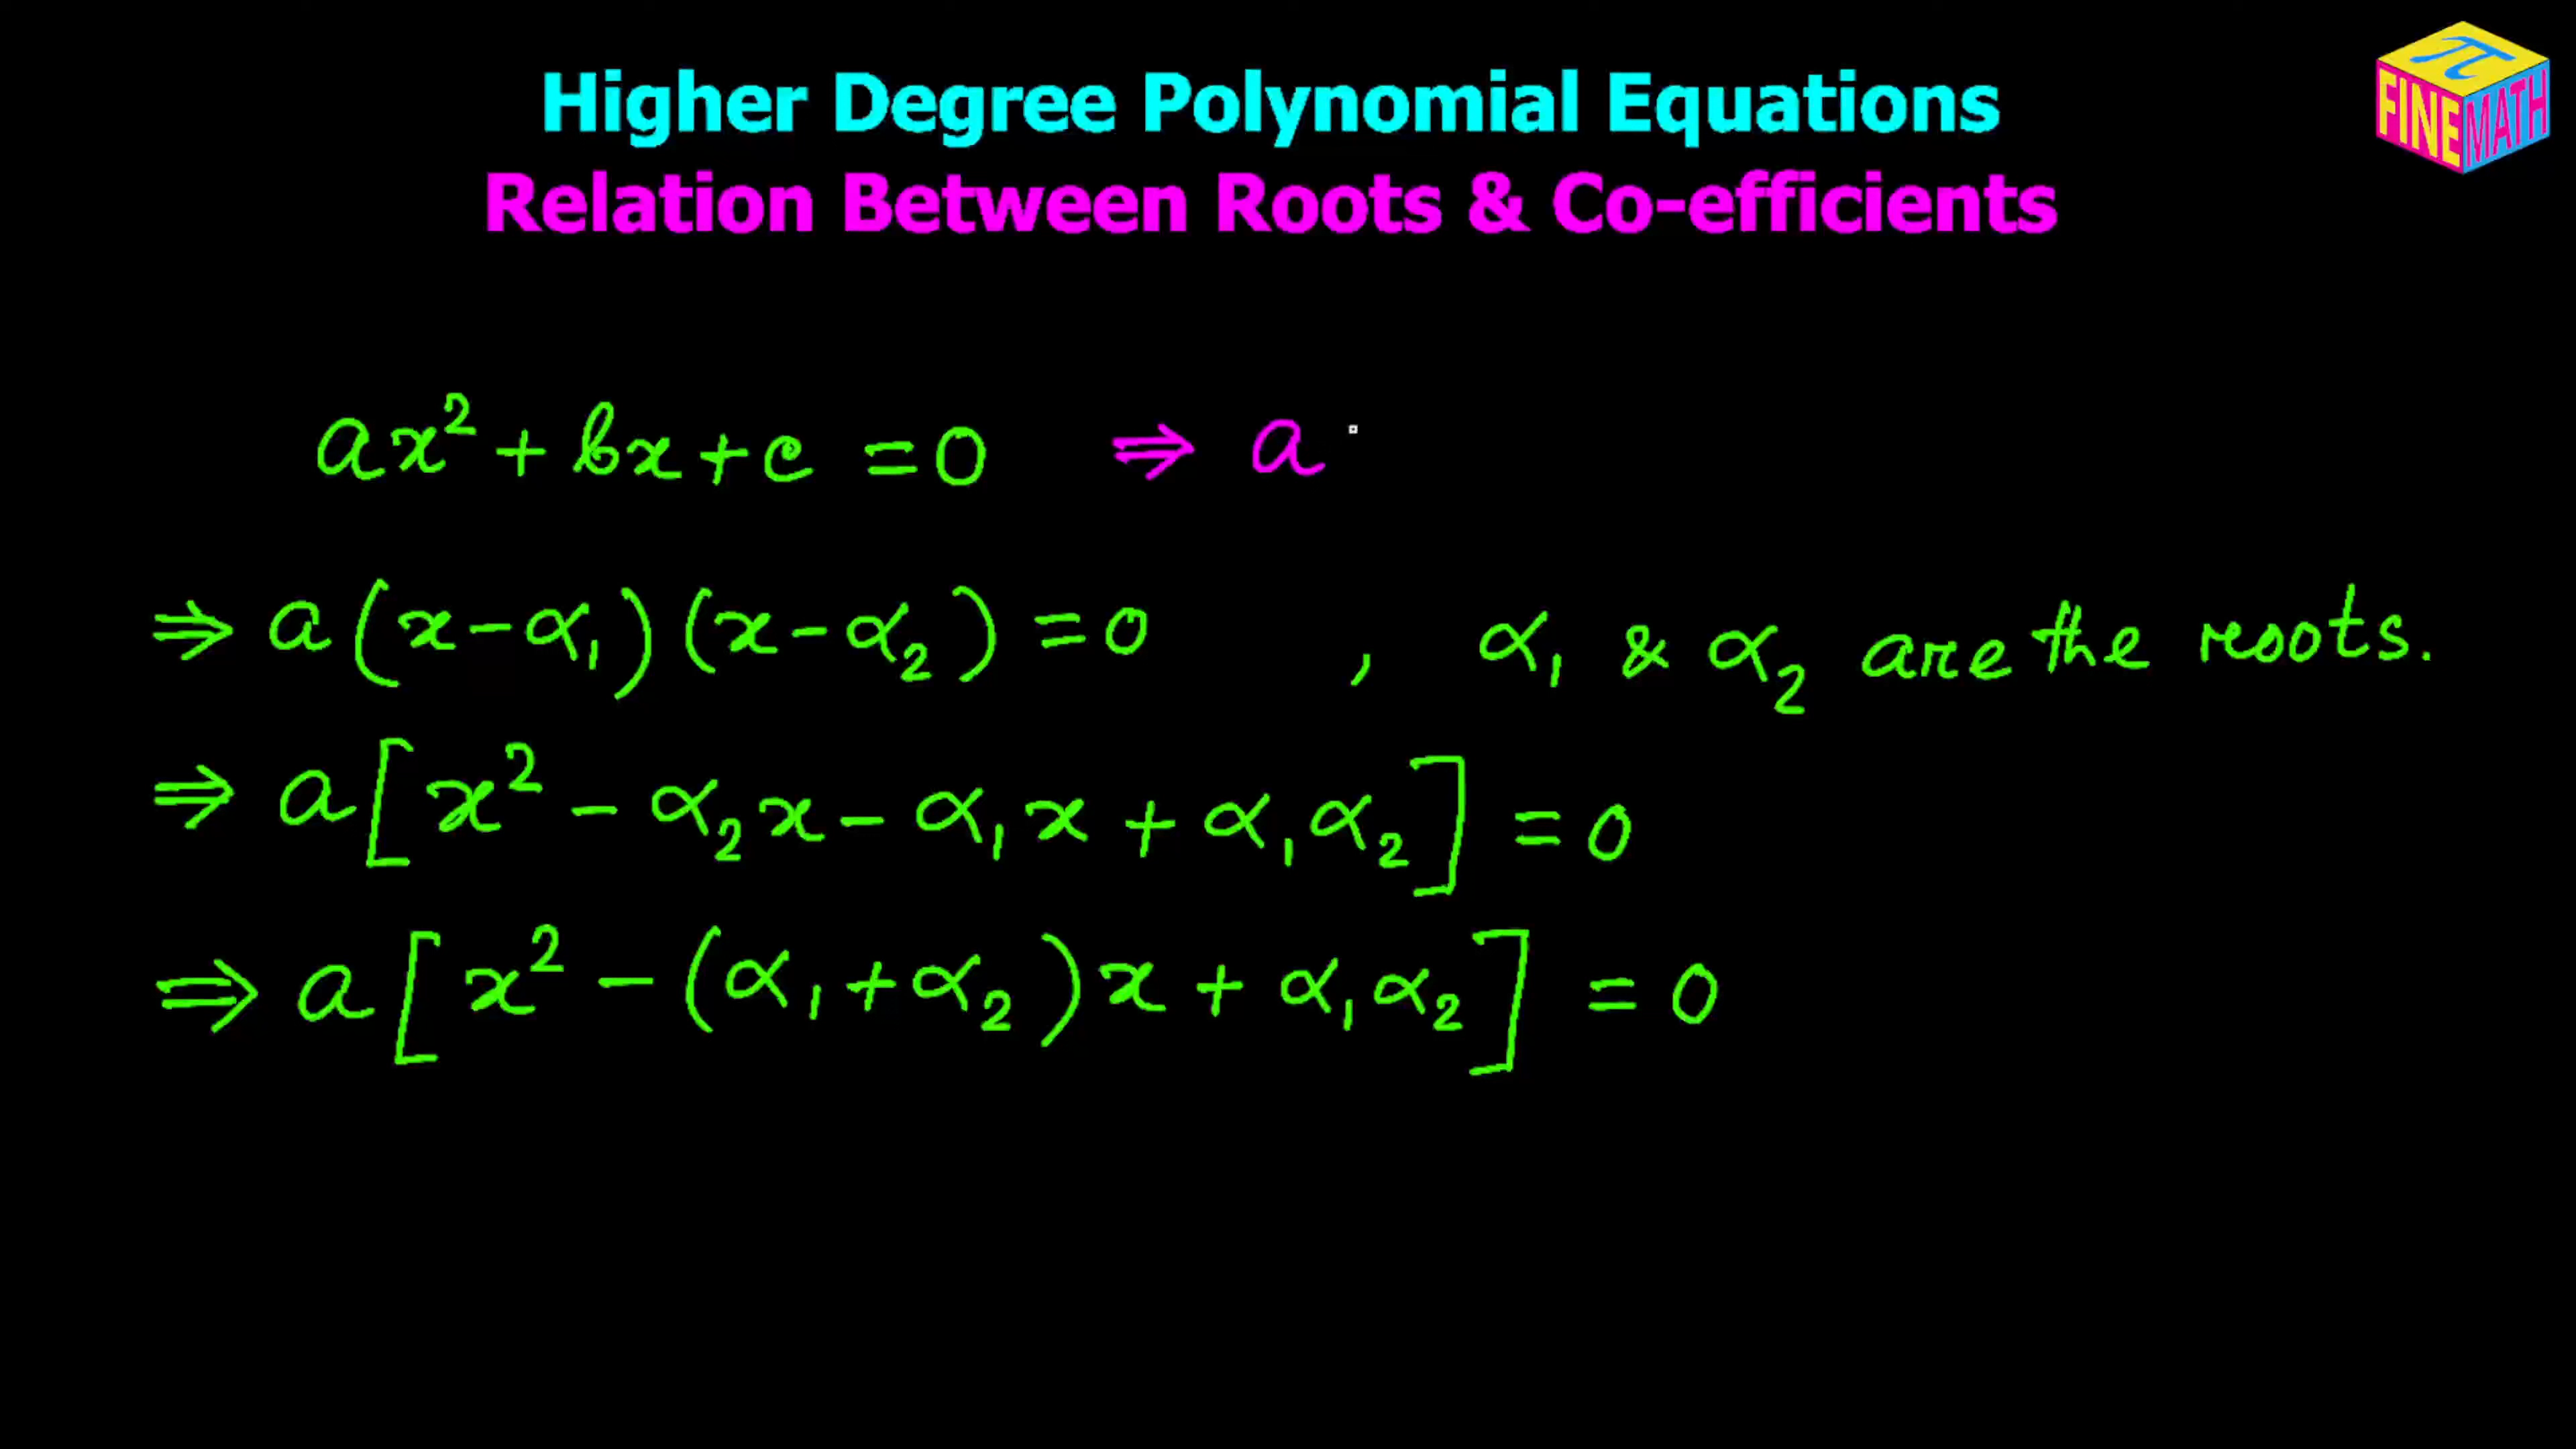 Higher Degree Polynomial Equations
Relation Between Roots & Co-efficients
π
FINE MATH
ax² + bx + c = 0 ⇒ a
⇒ a(x-α₁)(x-α₂) = 0 , α₁ & α₂ are the roots.
⇒ a[x² - α₂x - α₁x + α₁α₂] = 0
⇒ a[x² - (α₁+α₂)x + α₁α₂] = 0